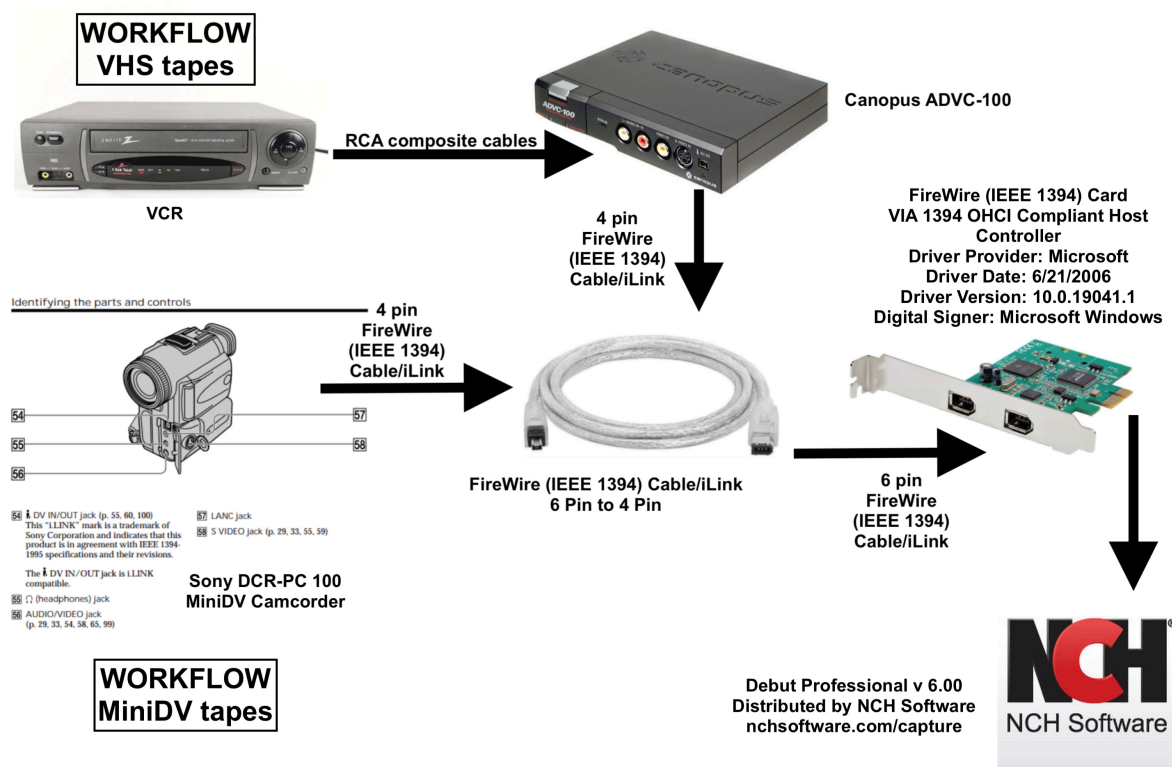 WORKFLOW
VHS tapes
RCA composite cables
VCR
canopus
ADVC-100
Canopus ADVC-100
4 pin
FireWire
(IEEE 1394)
Cable/iLink
FireWire (IEEE 1394) Card
VIA 1394 OHCI Compliant Host
Controller
Driver Provider: Microsoft
Driver Date: 6/21/2006
Driver Version: 10.0.19041.1
Digital Signer: Microsoft Windows
Identifying the parts and controls
4 pin
FireWire
(IEEE 1394)
Cable/iLink
54
55
56
57
58
FireWire (IEEE 1394) Cable/iLink
6 Pin to 4 Pin
6 pin
FireWire
(IEEE 1394)
Cable/iLink
54 i DV IN/OUT jack (p. 55, 60, 100)
This "i.LINK" mark is a trademark of
Sony Corporation and indicates that this
product is in agreement with IEEE 1394-
1995 specifications and their revisions.
The i DV IN/OUT jack is i.LINK
compatible.
55 (headphones) jack
56 AUDIO/VIDEO jack
(p. 29, 33, 54, 58, 65, 99)
57 LANC jack
58 S VIDEO jack (p. 29, 33, 55, 59)
Sony DCR-PC 100
MiniDV Camcorder
WORKFLOW
MiniDV tapes
Debut Professional v 6.00
Distributed by NCH Software
nchsoftware.com/capture
NCH®
NCH Software